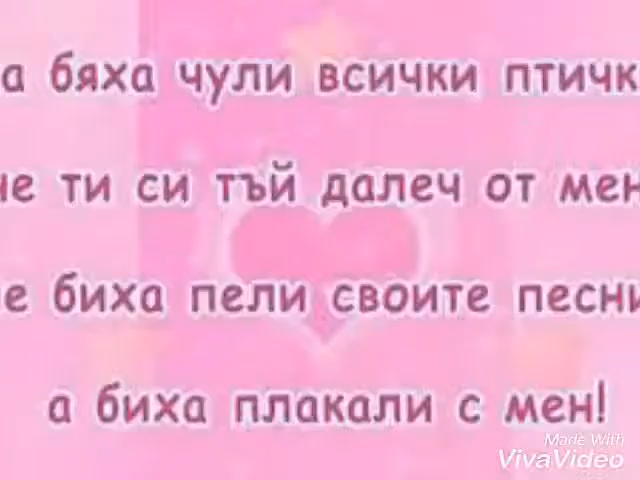 а бяха чули всички птичк
че ти си тъй далеч от мен
е биха пели своите песни
а биха плакали с мен!
Made With
VivaVideo